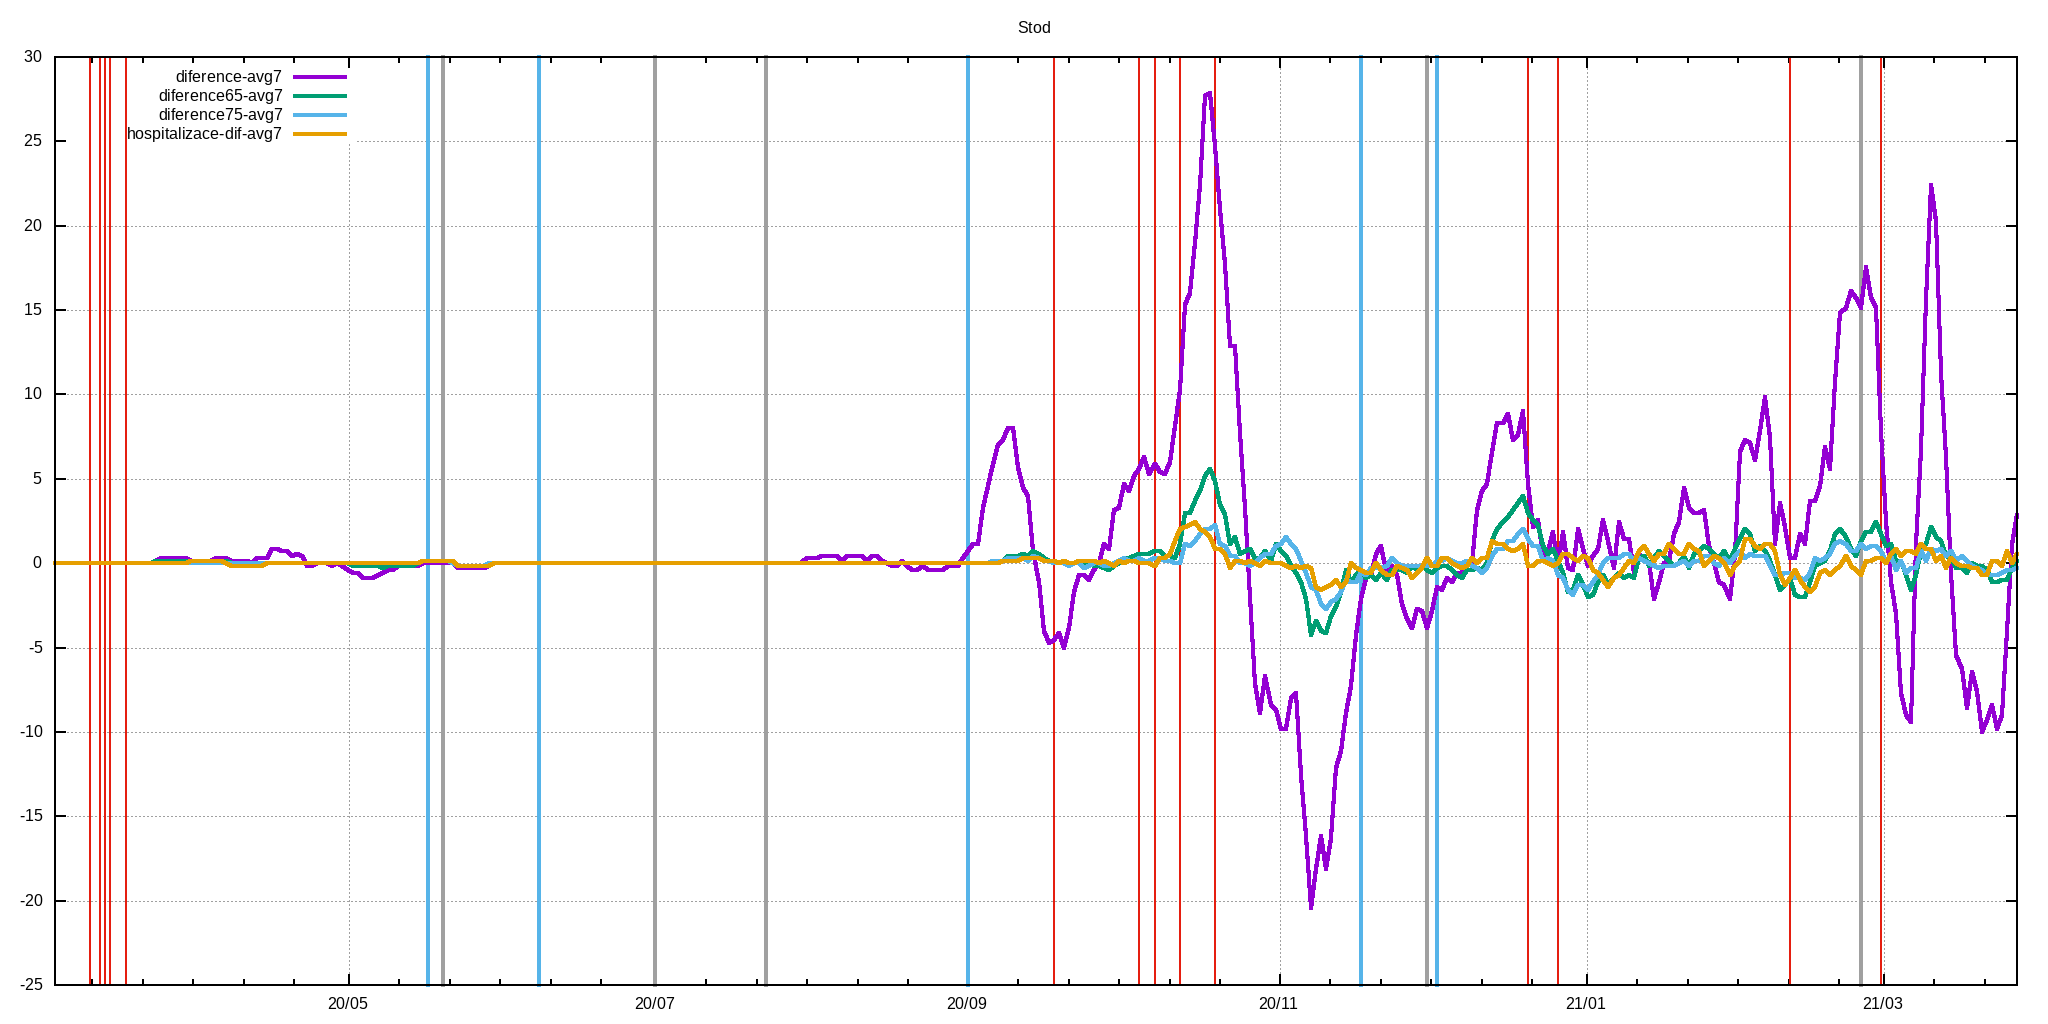 Stod
diference-avg7
diference65-avg7
diference75-avg7
hospitalizace-dif-avg7
30
25
20
15
10
5
0
-5
-10
-15
-20
-25
20/05 20/07 20/09 20/11 21/01 21/03